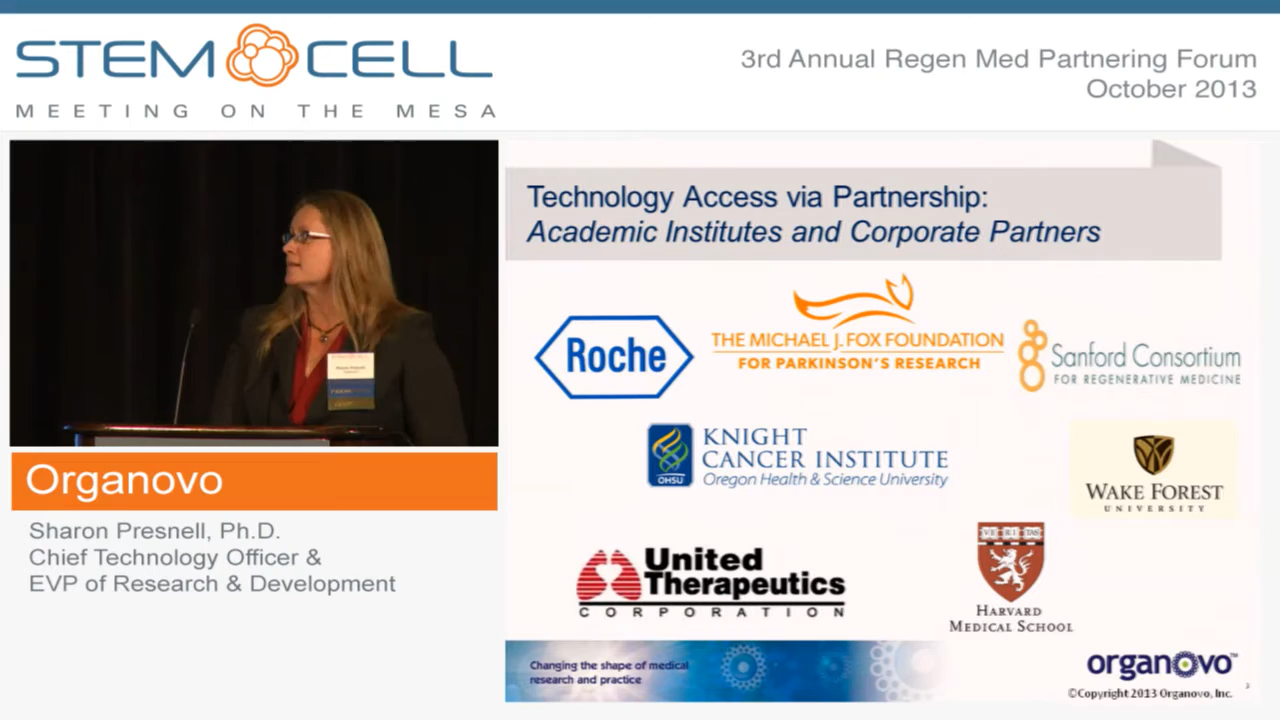 STEM CELL
MEETING ON THE MESA
3rd Annual Regen Med Partnering Forum
October 2013
Technology Access via Partnership:
Academic Institutes and Corporate Partners
Roche
THE MICHAEL J. FOX FOUNDATION
FOR PARKINSON'S RESEARCH
Sanford Consortium
FOR REGENERATIVE MEDICINE
OHSU
KNIGHT
CANCER INSTITUTE
Oregon Health & Science University
WAKE FOREST
UNIVERSITY
United
Therapeutics
CORPORATION
VE RI TAS
HARVARD
MEDICAL SCHOOL
Changing the shape of medical
research and practice
organovo™
©Copyright 2013 Organovo, Inc.
Organovo
Sharon Presnell, Ph.D.
Chief Technology Officer &
EVP of Research & Development